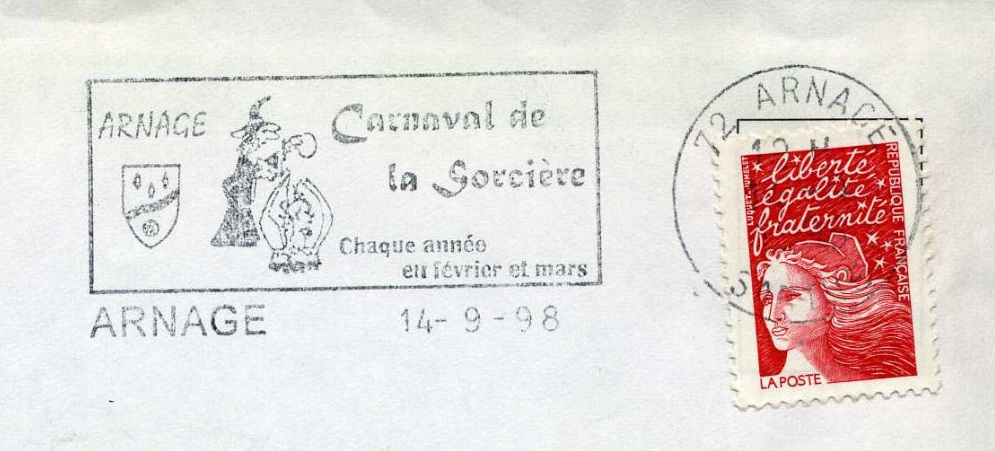 ARNAGE
Carnaval de
la Sorcière
Chaque année
en février et mars
ARNAGE 14- 9 -98
72 ARNAGE
liberté
égalité
fraternité
RÉPUBLIQUE FRANÇAISE
LA POSTE